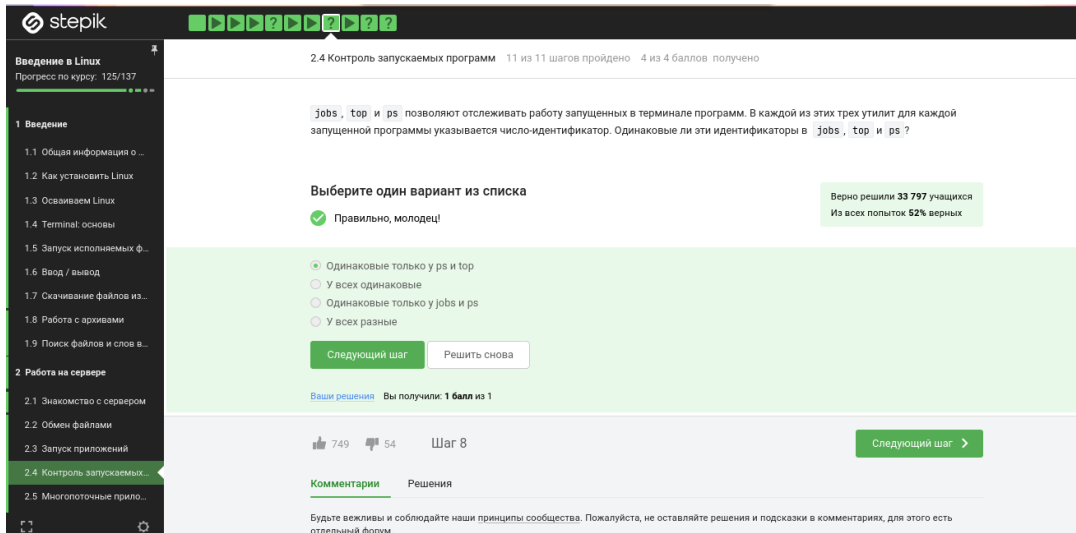 stepik
Введение в Linux
Прогресс по курсу: 125/137
1 Введение
1.1 Общая информация о ...
1.2 Как установить Linux
1.3 Осваиваем Linux
1.4 Terminal: основы
1.5 Запуск исполняемых ф...
1.6 Ввод / вывод
1.7 Скачивание файлов из...
1.8 Работа с архивами
1.9 Поиск файлов и слов в...
2 Работа на сервере
2.1 Знакомство с сервером
2.2 Обмен файлами
2.3 Запуск приложений
2.4 Контроль запускаемых...
2.5 Многопоточные прило...
2.4 Контроль запускаемых программ 11 из 11 шагов пройдено 4 из 4 баллов получено
jobs, top и ps позволяют отслеживать работу запущенных в терминале программ. В каждой из этих трех утилит для каждой
запущенной программы указывается число-идентификатор. Одинаковые ли эти идентификаторы в jobs, top и ps?
Выберите один вариант из списка
Правильно, молодец!
Верно решили 33 797 учащихся
Из всех попыток 52% верных
Одинаковые только у ps и top
У всех одинаковые
Одинаковые только у jobs и ps
У всех разные
Следующий шаг Решить снова
Ваши решения Вы получили: 1 балл из 1
749 54 Шаг 8 Следующий шаг
Комментарии Решения
Будьте вежливы и соблюдайте наши принципы сообщества. Пожалуйста, не оставляйте решения и подсказки в комментариях, для этого есть
отдельный форум.